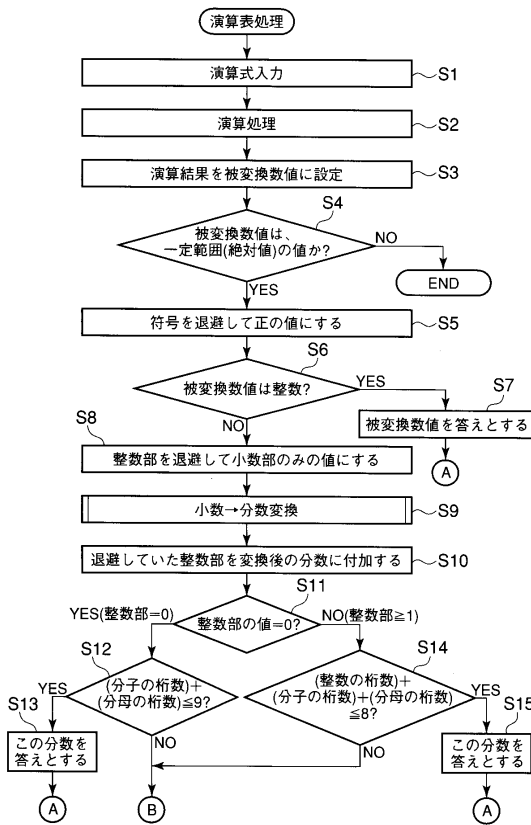 演算表処理
演算式入力
S1
演算処理
S2
演算結果を被変換数値に設定
S3
S4
被変換数値は、
一定範囲(絶対値)の値か?
NO
END
YES
符号を退避して正の値にする
S5
S6
被変換数値は整数?
YES
S7
NO
被変換数値を答えとする
A
S8
整数部を退避して小数部のみの値にする
小数→分数変換
S9
退避していた整数部を変換後の分数に付加する
S10
S11
整数部の値=0?
YES(整数部=0)
NO(整数部≧1)
S12
(分子の桁数)+
(分母の桁数)≦9?
YES
S13
この分数を
答えとする
A
NO
B
S14
(整数の桁数)+
(分子の桁数)+(分母の桁数)
≦8?
YES
S15
NO
この分数を
答えとする
A